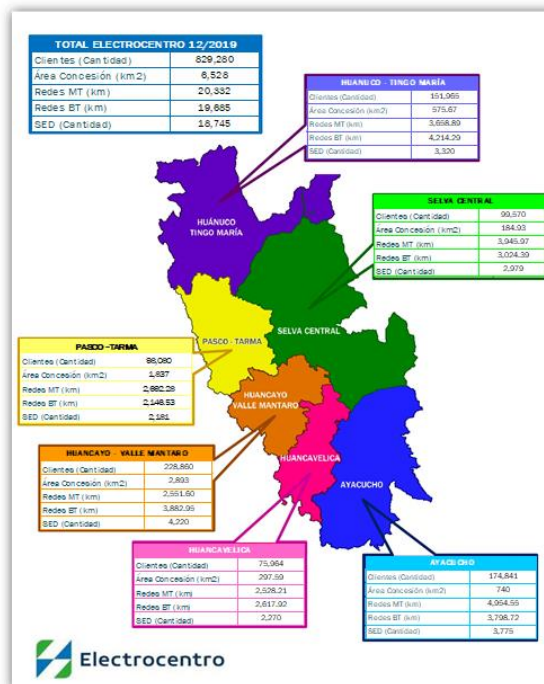 TOTAL ELECTROCENTRO 12/2019
Clientes (Cantidad) 829,280
Área Concesión (km2) 6,528
Redes MT (km) 20,332
Redes BT (km) 19,685
SED (Cantidad) 18,745
HUANUCO - TINGO MARÍA
Clientes (Cantidad) 151,965
Área Concesión (km2) 575.67
Redes MT (km) 3,658.89
Redes BT (km) 4,214.29
SED (Cantidad) 3,320
SELVA CENTRAL
Clientes (Cantidad) 99,570
Área Concesión (km2) 184.93
Redes MT (km) 3,945.97
Redes BT (km) 3,024.39
SED (Cantidad) 2,979
HUÁNUCO
TINGO MARÍA
SELVA CENTRAL
PASCO - TARMA
HUANCAYO
VALLE MANTARO
HUANCAVELICA
AYACUCHO
PASCO -TARMA
Clientes (Cantidad) 98,080
Área Concesión (km2) 1,837
Redes MT (km) 2,692.28
Redes BT (km) 2,146.53
SED (Cantidad) 2,181
HUANCAYO - VALLE MANTARO
Clientes (Cantidad) 228,860
Área Concesión (km2) 2,893
Redes MT (km) 2,551.60
Redes BT (km) 3,882.95
SED (Cantidad) 4,220
HUANCAVELICA
Clientes (Cantidad) 75,964
Área Concesión (km2) 297.59
Redes MT (km) 2,528.21
Redes BT (km) 2,617.92
SED (Cantidad) 2,270
AYACUCHO
Clientes (Cantidad) 174,841
Área Concesión (km2) 740
Redes MT (km) 4,954.55
Redes BT (km) 3,798.72
SED (Cantidad) 3,775
Electrocentro